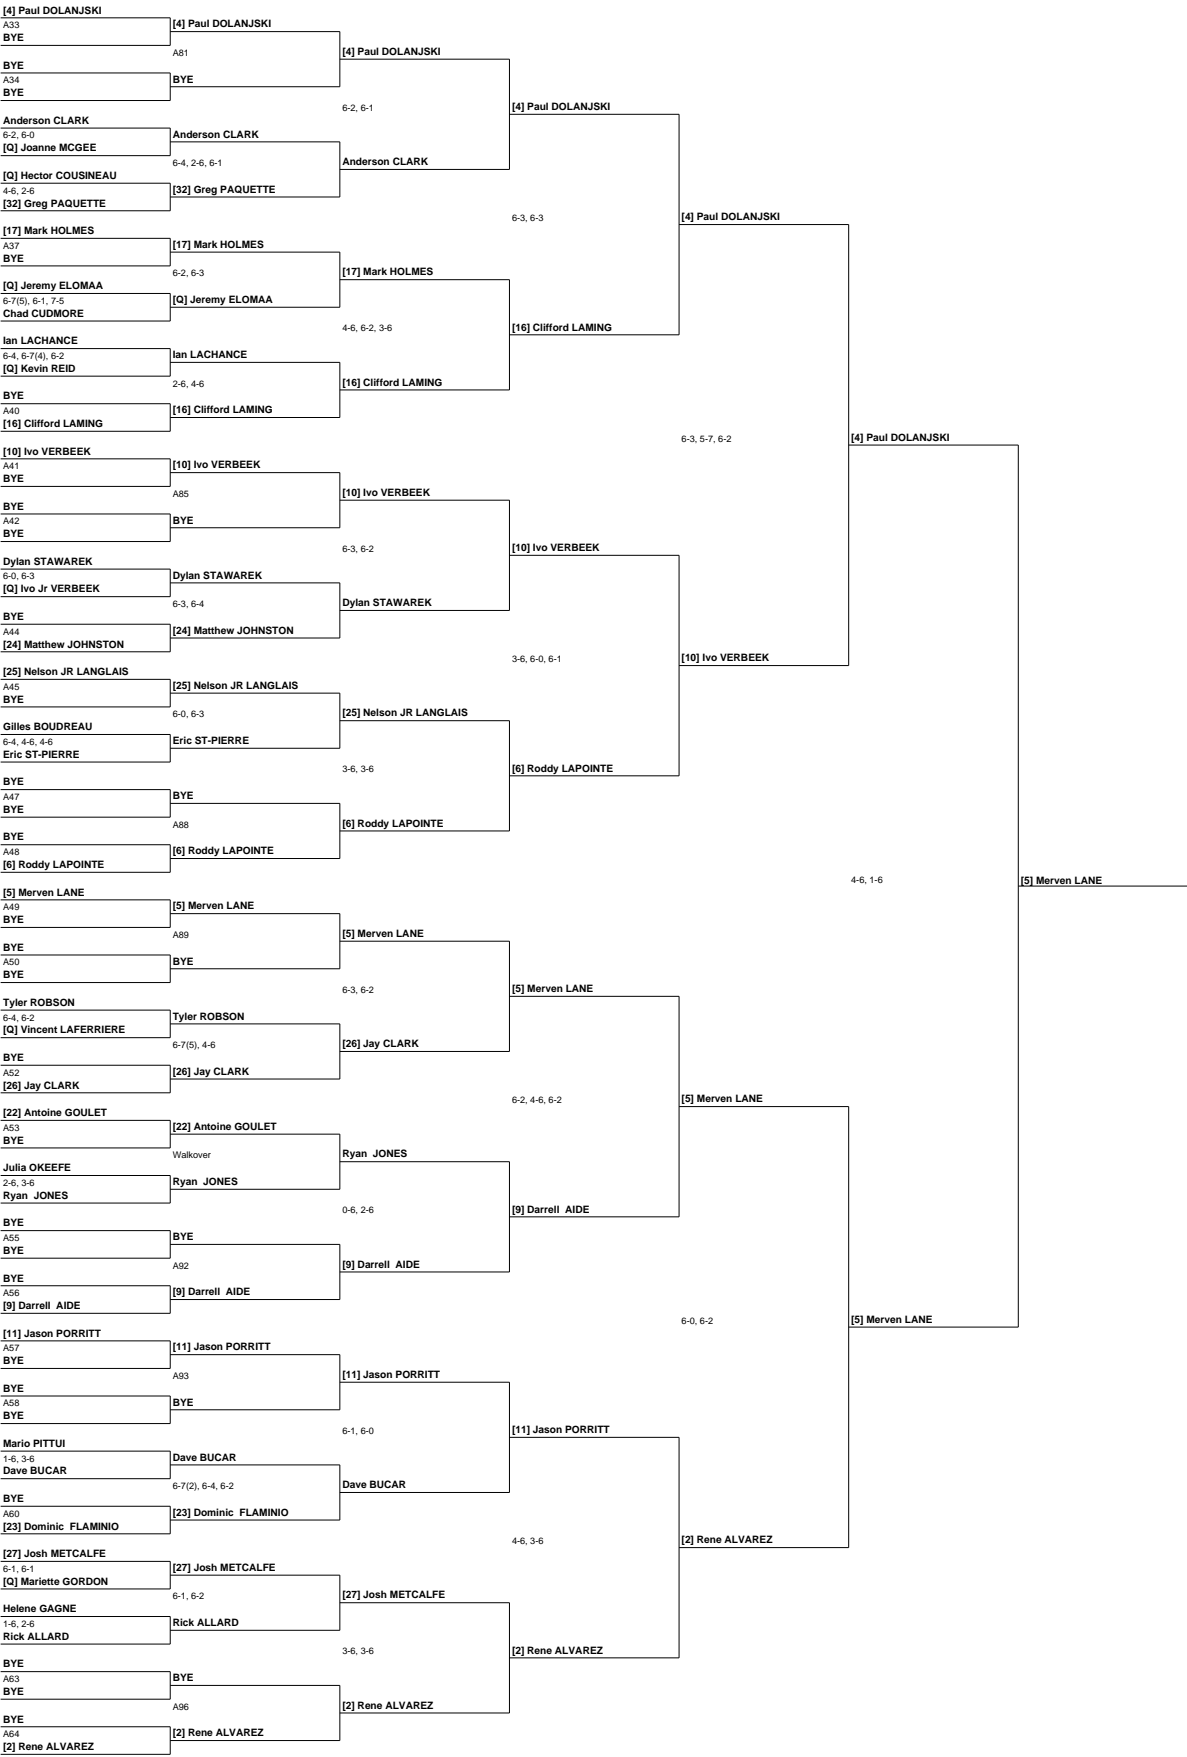 [4] Paul DOLANJSKI
A33
BYE
BYE
A34
BYE
Anderson CLARK
6-2, 6-0
[Q] Joanne MCGEE
[Q] Hector COUSINEAU
4-6, 2-6
[32] Greg PAQUETTE
[17] Mark HOLMES
A37
BYE
[Q] Jeremy ELOMAA
6-7(5), 6-1, 7-5
Chad CUDMORE
Ian LACHANCE
6-4, 6-7(4), 6-2
[Q] Kevin REID
BYE
A40
[16] Clifford LAMING
[10] Ivo VERBEEK
A41
BYE
BYE
A42
BYE
Dylan STAWAREK
6-0, 6-3
[Q] Ivo Jr VERBEEK
BYE
A44
[24] Matthew JOHNSTON
[25] Nelson JR LANGLAIS
A45
BYE
Gilles BOUDREAU
6-4, 4-6, 4-6
Eric ST-PIERRE
BYE
A47
BYE
BYE
A48
[6] Roddy LAPOINTE
[5] Merven LANE
A49
BYE
BYE
A50
BYE
Tyler ROBSON
6-4, 6-2
[Q] Vincent LAFERRIERE
BYE
A52
[26] Jay CLARK
[22] Antoine GOULET
A53
BYE
Julia OKEEFE
2-6, 3-6
Ryan  JONES
BYE
A55
BYE
BYE
A56
[9] Darrell  AIDE
[11] Jason PORRITT
A57
BYE
BYE
A58
BYE
Mario PITTUI
1-6, 3-6
Dave BUCAR
BYE
A60
[23] Dominic  FLAMINIO
[27] Josh METCALFE
6-1, 6-1
[Q] Mariette GORDON
Helene GAGNE
1-6, 2-6
Rick ALLARD
BYE
A63
BYE
BYE
A64
[2] Rene ALVAREZ
[4] Paul DOLANJSKI
A81
BYE
Anderson CLARK
6-4, 2-6, 6-1
[32] Greg PAQUETTE
[17] Mark HOLMES
6-2, 6-3
[Q] Jeremy ELOMAA
Ian LACHANCE
2-6, 4-6
[16] Clifford LAMING
[10] Ivo VERBEEK
A85
BYE
Dylan STAWAREK
6-3, 6-4
[24] Matthew JOHNSTON
[25] Nelson JR LANGLAIS
6-0, 6-3
Eric ST-PIERRE
BYE
A88
[6] Roddy LAPOINTE
[5] Merven LANE
A89
BYE
Tyler ROBSON
6-7(5), 4-6
[26] Jay CLARK
[22] Antoine GOULET
Walkover
Ryan  JONES
BYE
A92
[9] Darrell  AIDE
[11] Jason PORRITT
A93
BYE
Dave BUCAR
6-7(2), 6-4, 6-2
[23] Dominic  FLAMINIO
[27] Josh METCALFE
6-1, 6-2
Rick ALLARD
BYE
A96
[2] Rene ALVAREZ
[4] Paul DOLANJSKI
6-2, 6-1
Anderson CLARK
[17] Mark HOLMES
4-6, 6-2, 3-6
[16] Clifford LAMING
[10] Ivo VERBEEK
6-3, 6-2
Dylan STAWAREK
[25] Nelson JR LANGLAIS
3-6, 3-6
[6] Roddy LAPOINTE
[5] Merven LANE
6-3, 6-2
[26] Jay CLARK
Ryan  JONES
0-6, 2-6
[9] Darrell  AIDE
[11] Jason PORRITT
6-1, 6-0
Dave BUCAR
[27] Josh METCALFE
3-6, 3-6
[2] Rene ALVAREZ
[4] Paul DOLANJSKI
6-3, 6-3
[16] Clifford LAMING
[10] Ivo VERBEEK
3-6, 6-0, 6-1
[6] Roddy LAPOINTE
[5] Merven LANE
6-2, 4-6, 6-2
[9] Darrell  AIDE
[11] Jason PORRITT
4-6, 3-6
[2] Rene ALVAREZ
[4] Paul DOLANJSKI
6-3, 5-7, 6-2
[10] Ivo VERBEEK
[5] Merven LANE
6-0, 6-2
[2] Rene ALVAREZ
[4] Paul DOLANJSKI
4-6, 1-6
[5] Merven LANE
[5] Merven LANE